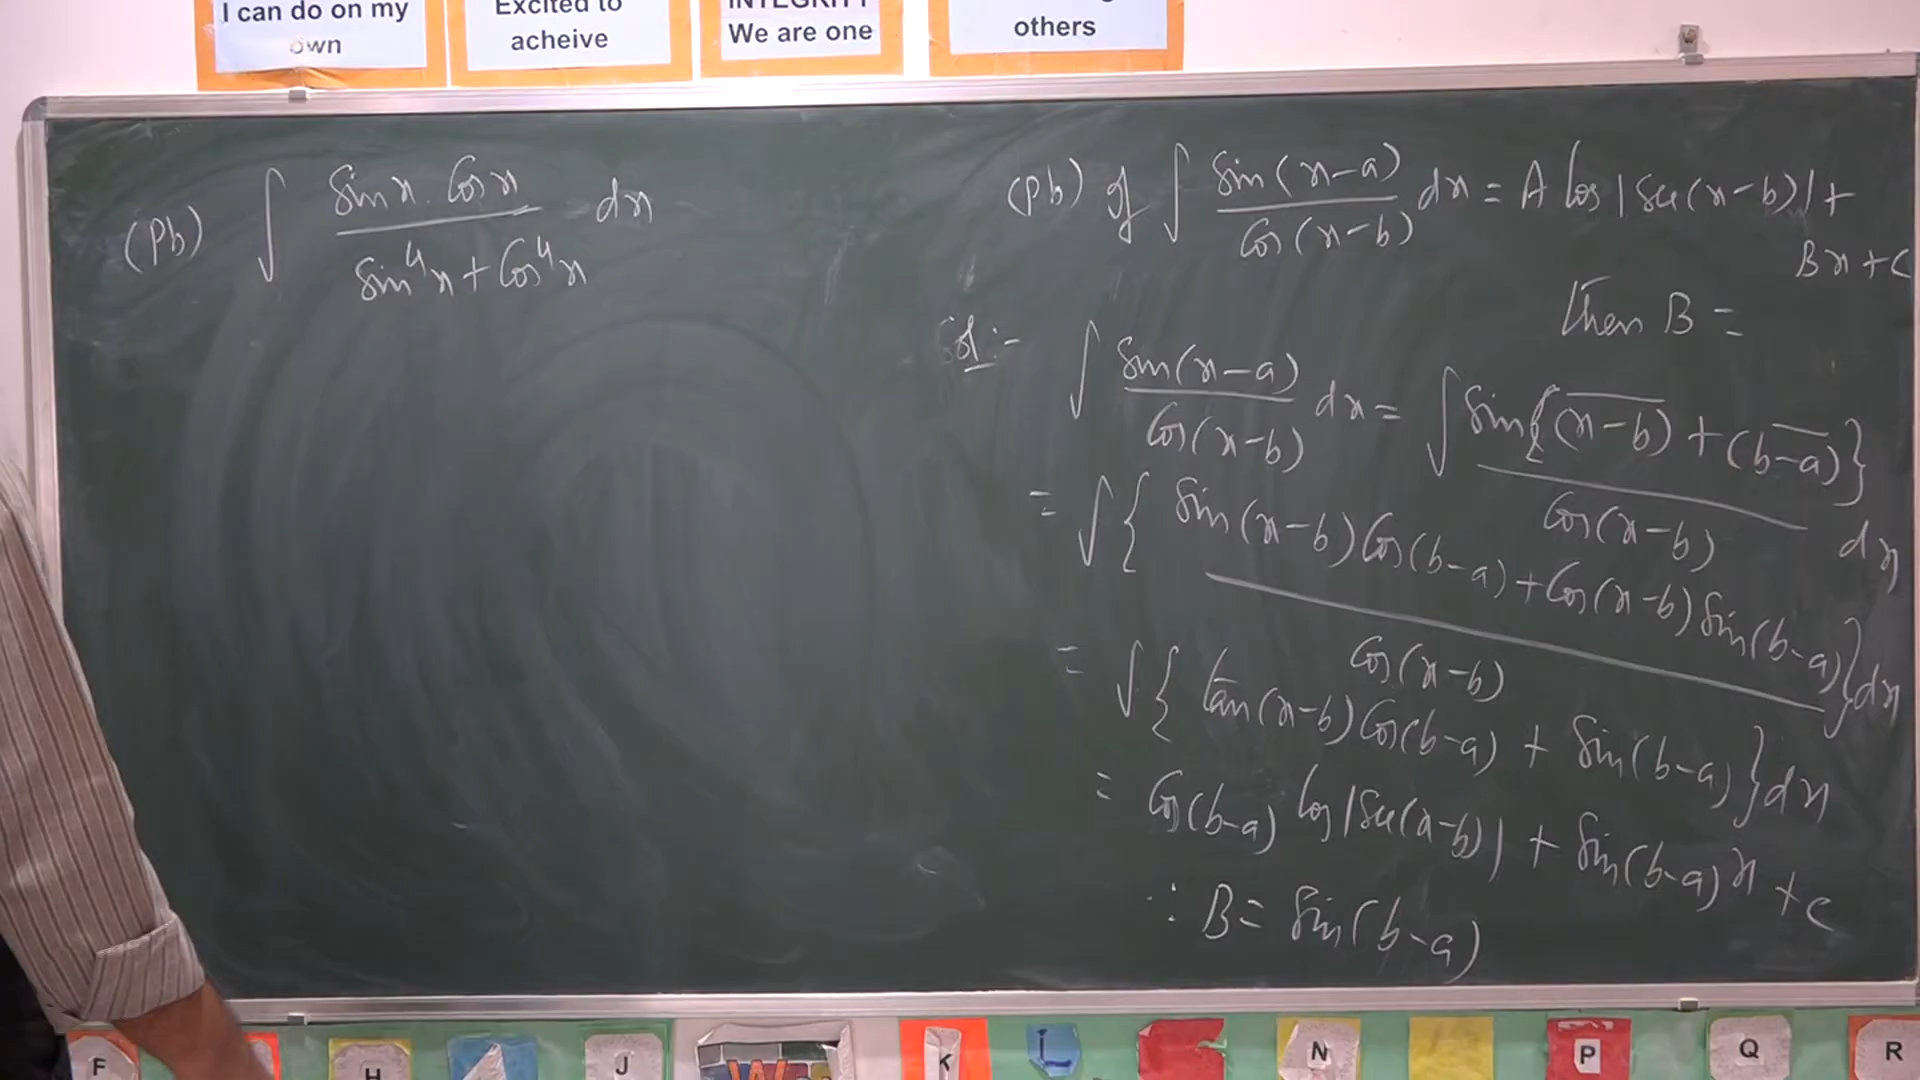 I can do on my
own
Excited to
acheive
INTEGRITY
We are one
others
(Pb) ∫ Sinx. Cosx / Sin⁴x + Cos⁴x dx
(Pb) If ∫ Sin(x-a) / Cos(x-b) dx = A log |Sec(x-b)| +
Bx + C
then B =
Sol :-
∫ Sin(x-a) / Cos(x-b) dx = ∫ Sin{(x-b) + (b-a)} / Cos(x-b) dx
= ∫ { Sin(x-b) Cos(b-a) + Cos(x-b) Sin(b-a) / Cos(x-b) } dx
= ∫ { tan(x-b) Cos(b-a) + Sin(b-a) } dx
= Cos(b-a) log |Sec(x-b)| + Sin(b-a) x + c
∴ B = Sin(b-a)
F
H
J
K
L
N
P
Q
R